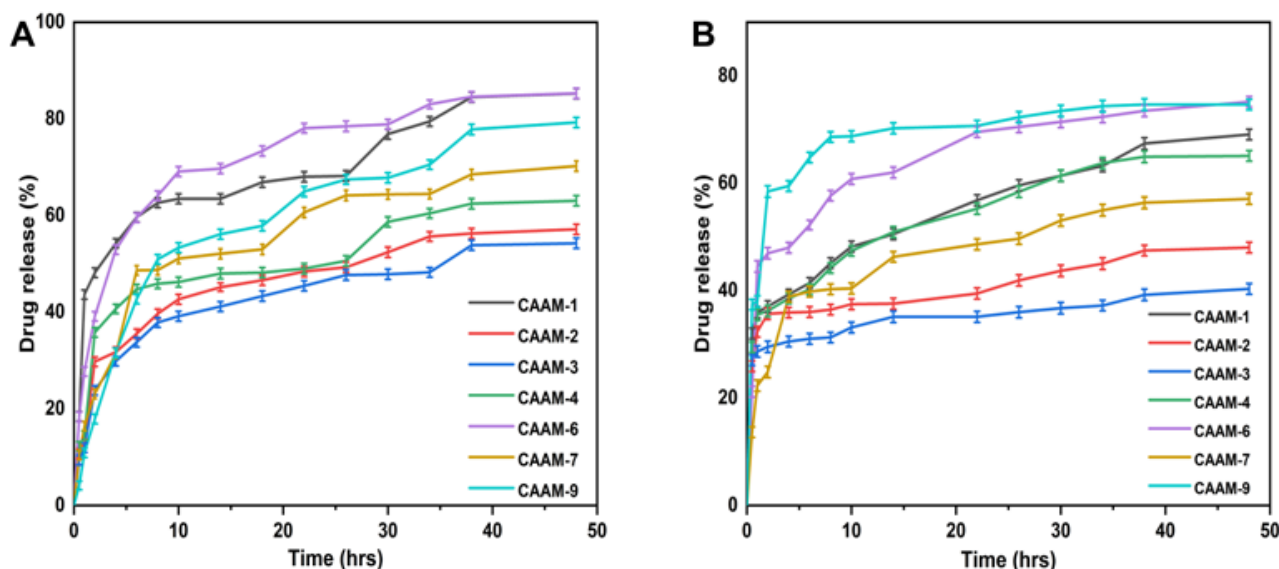 A
Drug release (%)
100
80
60
40
20
0
0 10 20 30 40 50
Time (hrs)
CAAM-1
CAAM-2
CAAM-3
CAAM-4
CAAM-6
CAAM-7
CAAM-9
B
Drug release (%)
80
60
40
20
0
0 10 20 30 40 50
Time (hrs)
CAAM-1
CAAM-2
CAAM-3
CAAM-4
CAAM-6
CAAM-7
CAAM-9